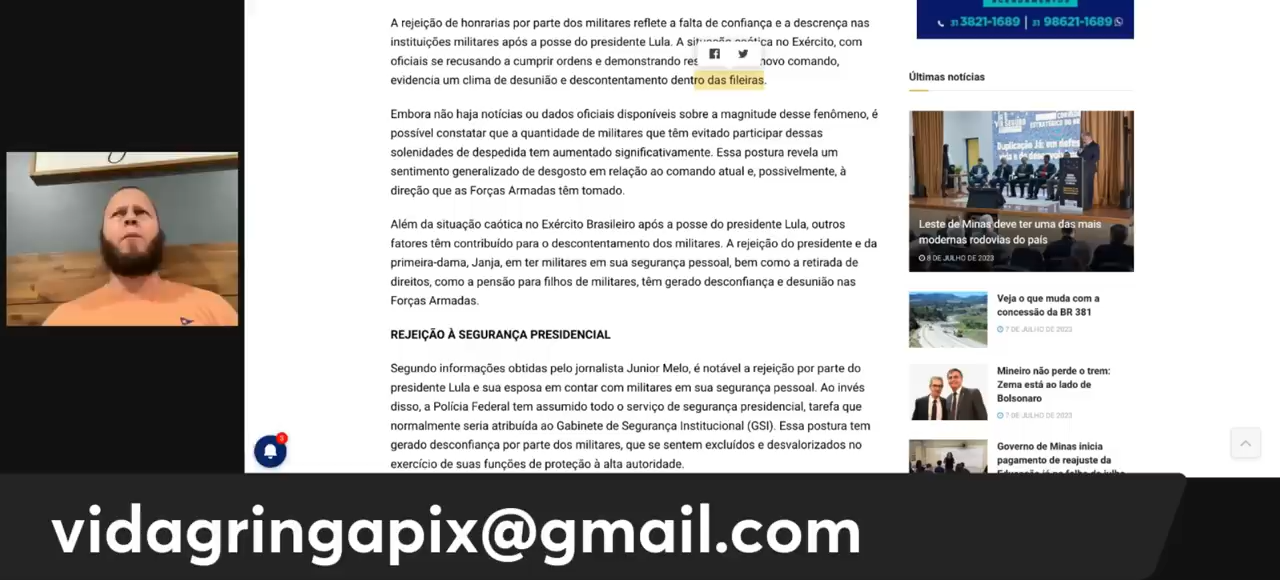 A rejeição de honrarias por parte dos militares reflete a falta de confiança e a descrença nas
instituições militares após a posse do presidente Lula. A situação caótica no Exército, com
oficiais se recusando a cumprir ordens e demonstrando novo comando,
evidencia um clima de desunião e descontentamento dentro das fileiras.
Embora não haja notícias ou dados oficiais disponíveis sobre a magnitude desse fenômeno, é
possível constatar que a quantidade de militares que têm evitado participar dessas
solenidades de despedida tem aumentado significativamente. Essa postura revela um
sentimento generalizado de desgosto em relação ao comando atual e, possivelmente, à
direção que as Forças Armadas têm tomado.
Além da situação caótica no Exército Brasileiro após a posse do presidente Lula, outros
fatores têm contribuído para o descontentamento dos militares. A rejeição do presidente e da
primeira-dama, Janja, em ter militares em sua segurança pessoal, bem como a retirada de
direitos, como a pensão para filhos de militares, têm gerado desconfiança e desunião nas
Forças Armadas.
REJEIÇÃO À SEGURANÇA PRESIDENCIAL
Segundo informações obtidas pelo jornalista Junior Melo, é notável a rejeição por parte do
presidente Lula e sua esposa em contar com militares em sua segurança pessoal. Ao invés
disso, a Polícia Federal tem assumido todo o serviço de segurança presidencial, tarefa que
normalmente seria atribuída ao Gabinete de Segurança Institucional (GSI). Essa postura tem
gerado desconfiança por parte dos militares, que se sentem excluídos e desvalorizados no
exercício de suas funções de proteção à alta autoridade.
31 3821-1689 | 31 98621-1689
Últimas notícias
Duplicação Já: em defesa
Leste de Minas deve ter uma das mais
modernas rodovias do país
8 DE JULHO DE 2023
Veja o que muda com a
concessão da BR 381
7 DE JULHO DE 2023
Mineiro não perde o trem:
Zema está ao lado de
Bolsonaro
7 DE JULHO DE 2023
Governo de Minas inicia
pagamento de reajuste da
3
vidagringapix@gmail.com